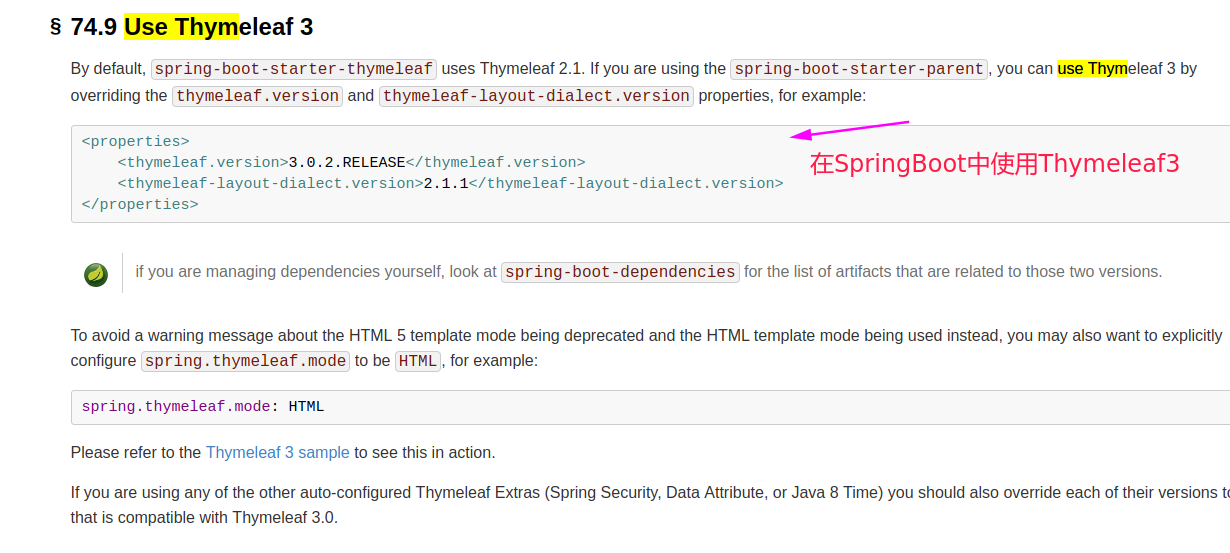 § 74.9 Use Thymeleaf 3
By default, spring-boot-starter-thymeleaf uses Thymeleaf 2.1. If you are using the spring-boot-starter-parent, you can use Thymeleaf 3 by
overriding the thymeleaf.version and thymeleaf-layout-dialect.version properties, for example:
<properties>
    <thymeleaf.version>3.0.2.RELEASE</thymeleaf.version>
    <thymeleaf-layout-dialect.version>2.1.1</thymeleaf-layout-dialect.version>
</properties>
在SpringBoot中使用Thymeleaf3
if you are managing dependencies yourself, look at spring-boot-dependencies for the list of artifacts that are related to those two versions.
To avoid a warning message about the HTML 5 template mode being deprecated and the HTML template mode being used instead, you may also want to explicitly
configure spring.thymeleaf.mode to be HTML, for example:
spring.thymeleaf.mode: HTML
Please refer to the Thymeleaf 3 sample to see this in action.
If you are using any of the other auto-configured Thymeleaf Extras (Spring Security, Data Attribute, or Java 8 Time) you should also override each of their versions
that is compatible with Thymeleaf 3.0.